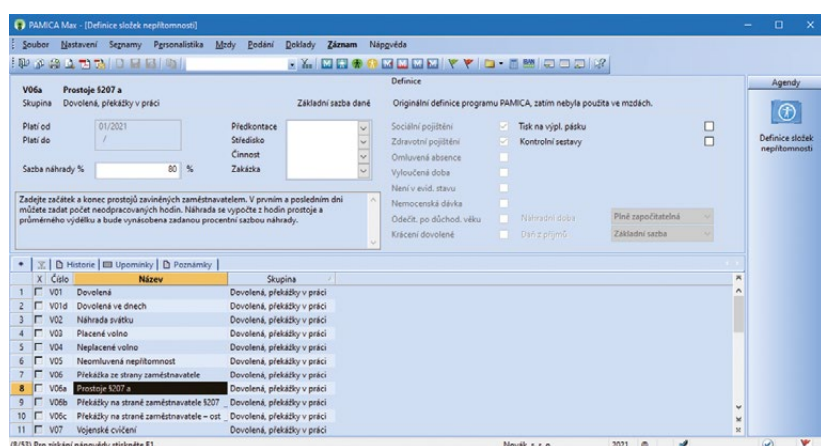 PAMICA Max - [Definice složek nepřítomnosti]
Soubor Nastavení Seznamy Personalistika Mzdy Podání Doklady Záznam Nápověda
V06a Prostoje §207 a
Skupina Dovolená, překážky v práci Základní sazba daně
Platí od 01/2021 Předkontace
Platí do / Středisko
Činnost
Sazba náhrady % 80 % Zakázka
Zadejte začátek a konec prostojů zaviněných zaměstnavatelem. V prvním a posledním dni
můžete zadat počet neodpracovaných hodin. Náhrada se vypočte z hodin prostoje a
průměrného výdělku a bude vynásobena zadanou procentní sazbou náhrady.
Definice
Originální definice programu PAMICA, zatím nebyla použita ve mzdách.
Sociální pojištění Tisk na výpl. pásku
Zdravotní pojištění Kontrolní sestavy
Omluvená absence
Vyloučená doba
Není v evid. stavu
Nemocenská dávka
Odečit. po důchod. věku Náhradní doba Plně započitatelná
Krácení dovolené Daň z příjmů Základní sazba
Agendy
Definice složek
nepřítomnosti
Historie Upomínky Poznámky
X Číslo Název Skupina
1 V01 Dovolená Dovolená, překážky v práci
2 V01d Dovolená ve dnech Dovolená, překážky v práci
3 V02 Náhrada svátku Dovolená, překážky v práci
4 V03 Placené volno Dovolená, překážky v práci
5 V04 Neplacené volno Dovolená, překážky v práci
6 V05 Neomluvená nepřítomnost Dovolená, překážky v práci
7 V06 Překážka ze strany zaměstnavatele Dovolená, překážky v práci
8 V06a Prostoje §207 a Dovolená, překážky v práci
9 V06b Překážky na straně zaměstnavatele §207 Dovolená, překážky v práci
10 V06c Překážky na straně zaměstnavatele – ost Dovolená, překážky v práci
11 V07 Vojenské cvičení Dovolená, překážky v práci
(8/53) Pro získání nápovědy stiskněte F1. Novák s.r.o. 2021